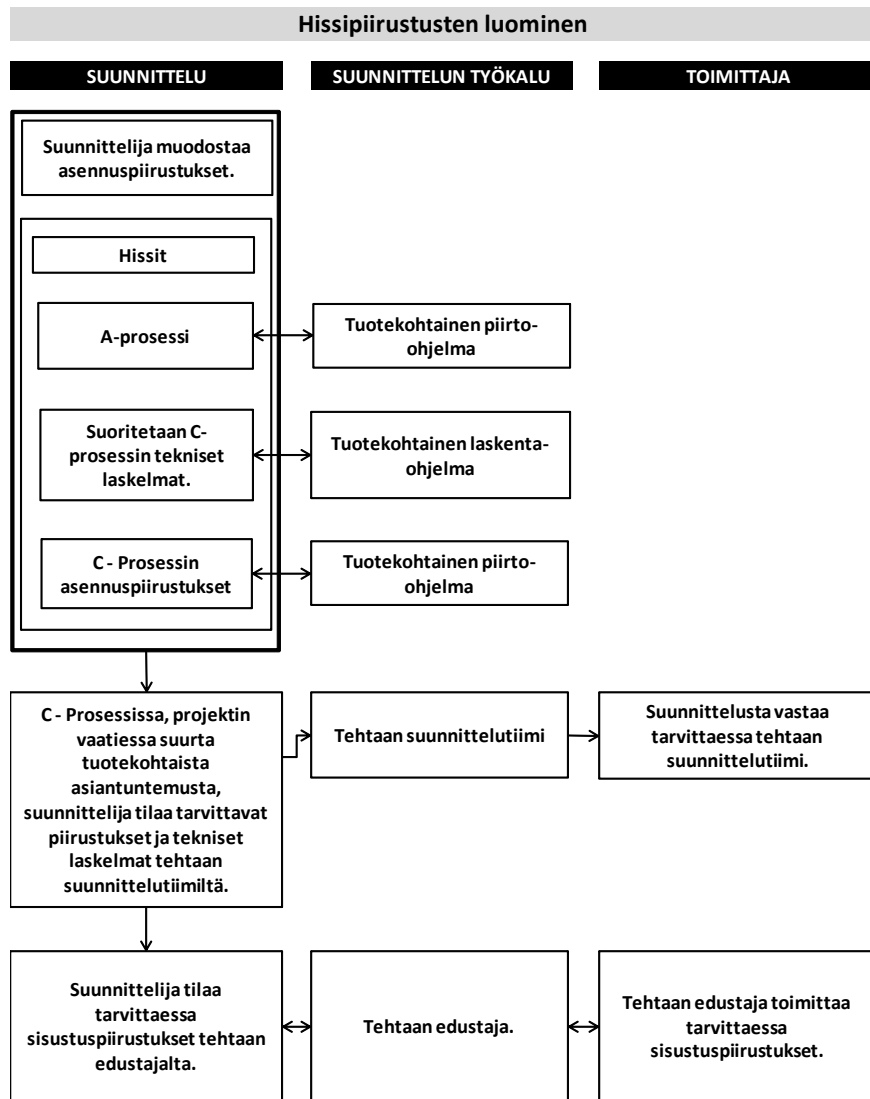 Hissipiirustusten luominen
SUUNNITTELU
SUUNNITTELUN TYÖKALU
TOIMITTAJA
Suunnittelija muodostaa
asennuspiirustukset.
Hissit
A-prosessi
Tuotekohtainen piirto-
ohjelma
Suoritetaan C-
prosessin tekniset
laskelmat.
Tuotekohtainen laskenta-
ohjelma
C - Prosessin
asennuspiirustukset
Tuotekohtainen piirto-
ohjelma
C - Prosessissa, projektin
vaatiessa suurta
tuotekohtaista
asiantuntemusta,
suunnittelija tilaa tarvittavat
piirustukset ja tekniset
laskelmat tehtaan
suunnittelutiimiltä.
Tehtaan suunnittelutiimi
Suunnittelusta vastaa
tarvittaessa tehtaan
suunnittelutiimi.
Suunnittelija tilaa
tarvittaessa
sisustuspiirustukset tehtaan
edustajalta.
Tehtaan edustaja.
Tehtaan edustaja toimittaa
tarvittaessa
sisustuspiirustukset.